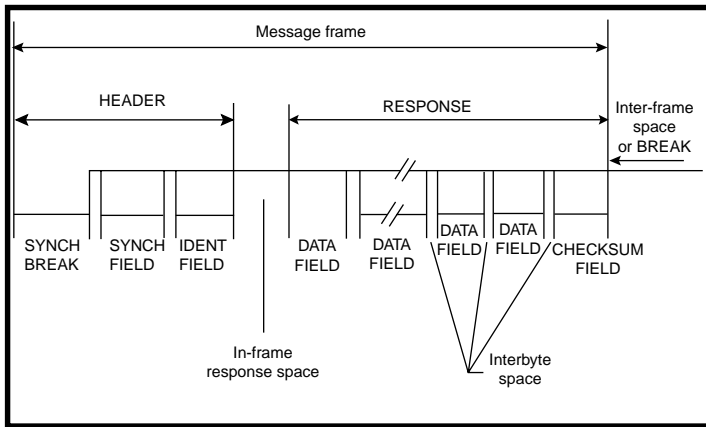 Message frame
HEADER
RESPONSE
Inter-frame
space
or BREAK
SYNCH
BREAK
SYNCH
FIELD
IDENT
FIELD
DATA
FIELD
DATA
FIELD
DATA
FIELD
DATA
FIELD
CHECKSUM
FIELD
In-frame
response space
Interbyte
space